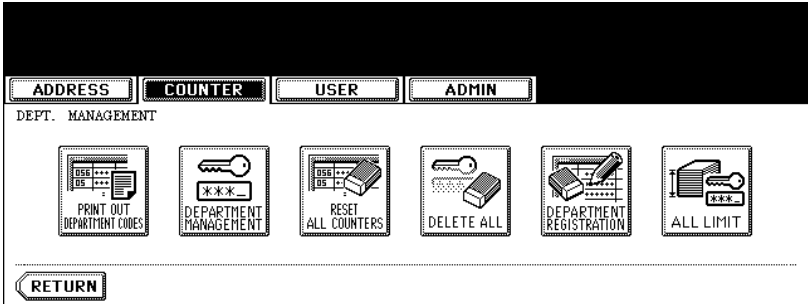 ADDRESS COUNTER USER ADMIN
DEPT. MANAGEMENT
056
05
PRINT OUT
DEPARTMENT CODES
***_
DEPARTMENT
MANAGEMENT
056
05
RESET
ALL COUNTERS
DELETE ALL
DEPARTMENT
REGISTRATION
***_
ALL LIMIT
RETURN